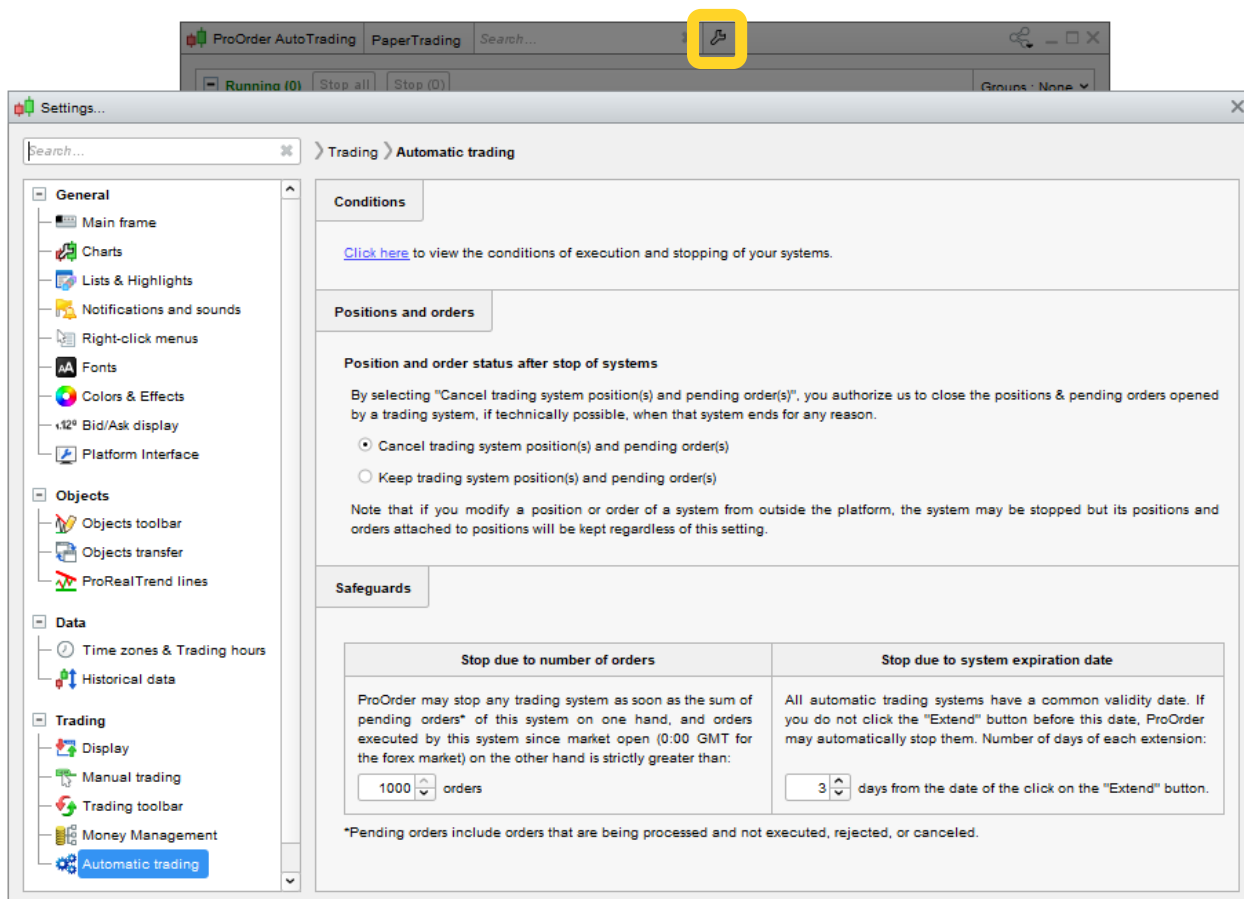 ProOrder AutoTrading PaperTrading Search...
Running (0) Stop all Stop (0) Groups : None
Settings...
Search...
Trading Automatic trading
General
Main frame
Charts
Lists & Highlights
Notifications and sounds
Right-click menus
AA Fonts
Colors & Effects
1.12⁰ Bid/Ask display
Platform Interface
Objects
Objects toolbar
Objects transfer
ProRealTrend lines
Data
Time zones & Trading hours
Historical data
Trading
Display
Manual trading
Trading toolbar
Money Management
Automatic trading
Conditions
Click here to view the conditions of execution and stopping of your systems.
Positions and orders
Position and order status after stop of systems
By selecting "Cancel trading system position(s) and pending order(s)", you authorize us to close the positions & pending orders opened
by a trading system, if technically possible, when that system ends for any reason.
Cancel trading system position(s) and pending order(s)
Keep trading system position(s) and pending order(s)
Note that if you modify a position or order of a system from outside the platform, the system may be stopped but its positions and
orders attached to positions will be kept regardless of this setting.
Safeguards
Stop due to number of orders
ProOrder may stop any trading system as soon as the sum of
pending orders* of this system on one hand, and orders
executed by this system since market open (0:00 GMT for
the forex market) on the other hand is strictly greater than:
1000 orders
Stop due to system expiration date
All automatic trading systems have a common validity date. If
you do not click the "Extend" button before this date, ProOrder
may automatically stop them. Number of days of each extension:
3 days from the date of the click on the "Extend" button.
*Pending orders include orders that are being processed and not executed, rejected, or canceled.